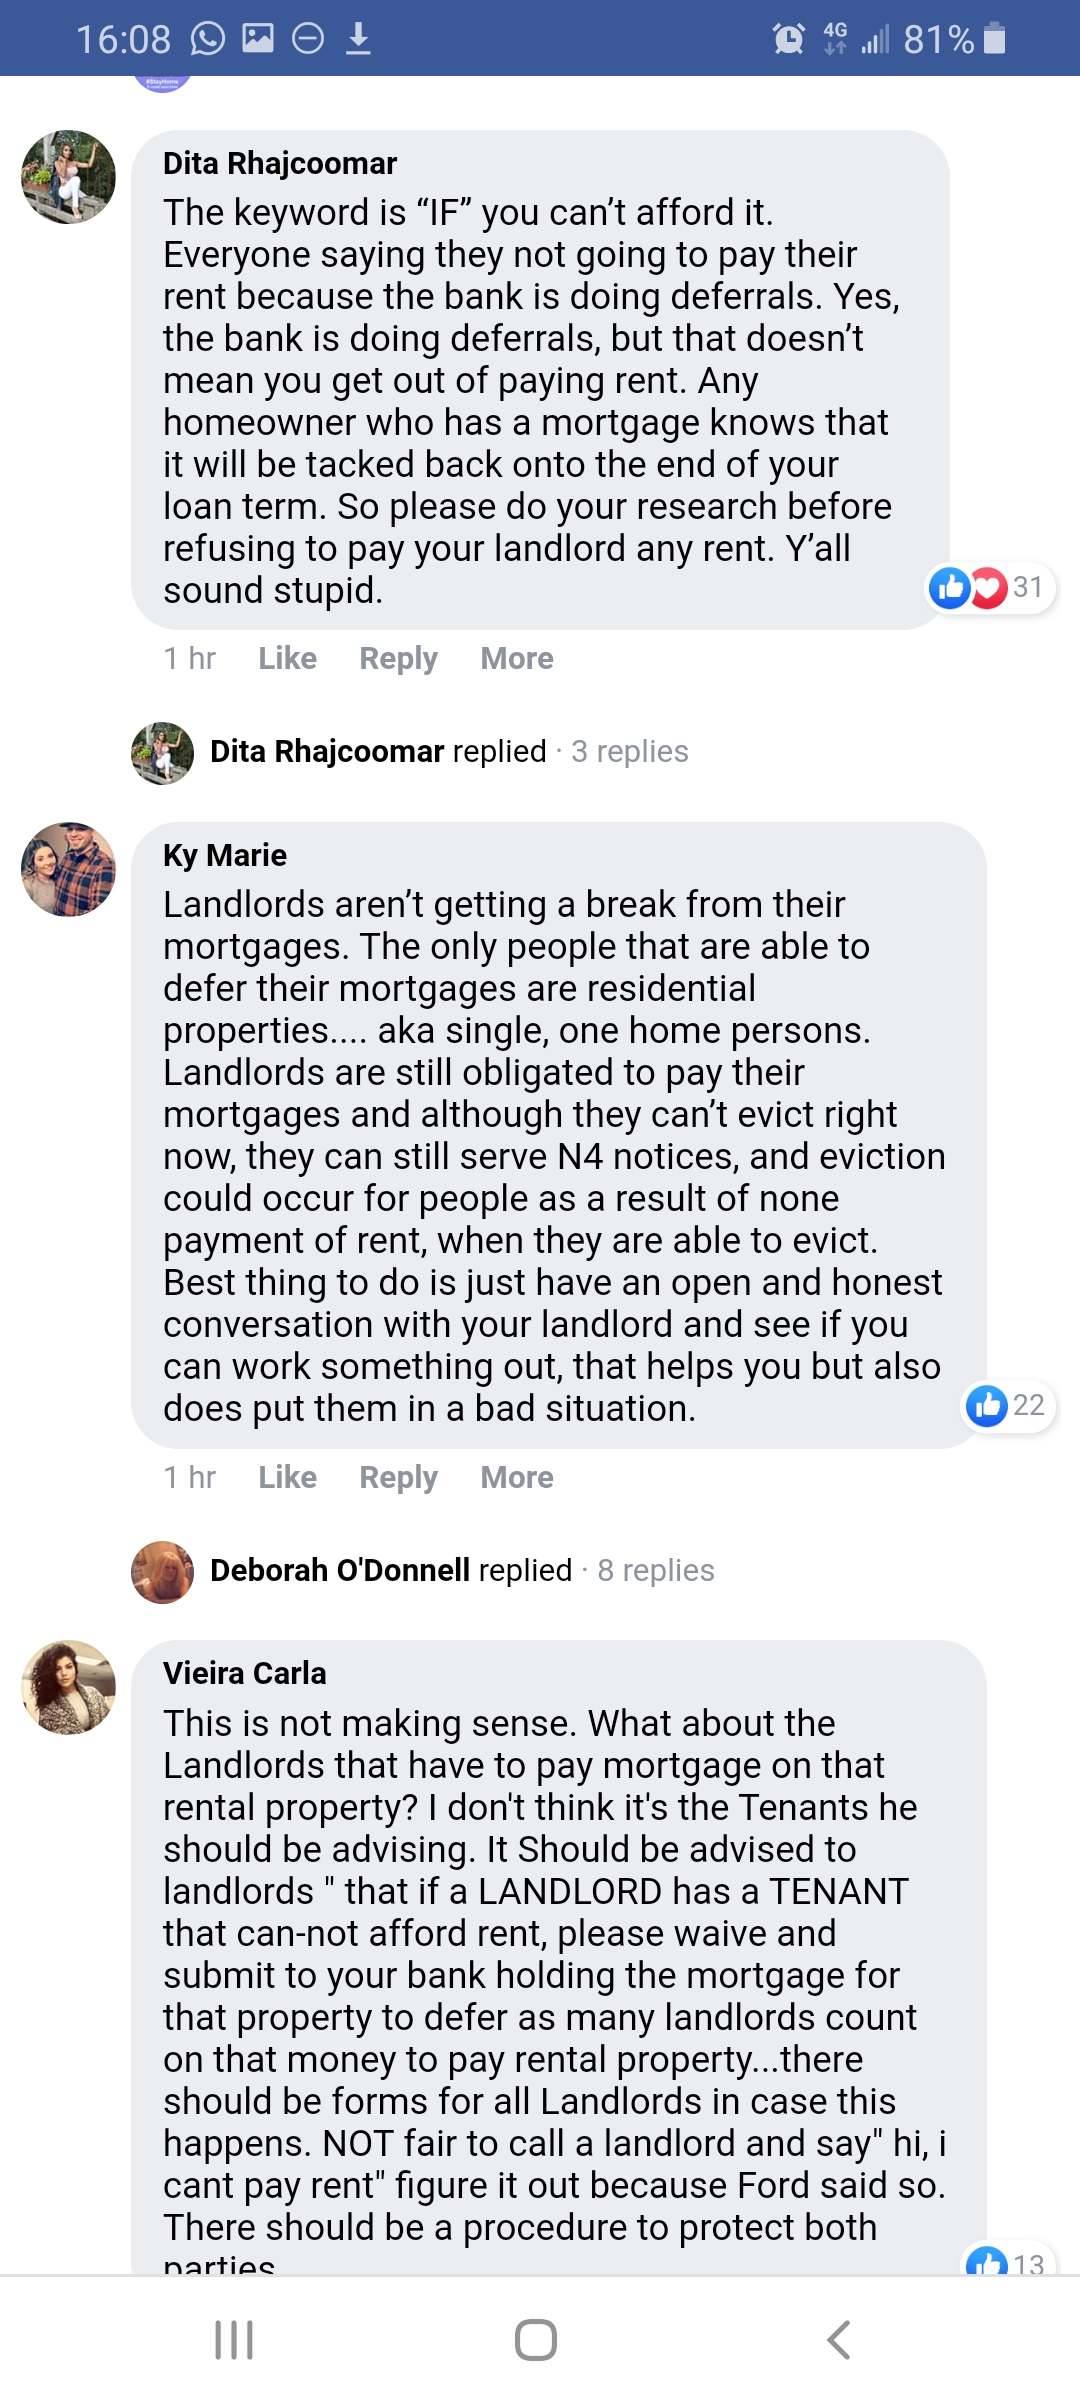 16:08 4G 81%
#StayHome
Dita Rhajcoomar
The keyword is “IF” you can’t afford it.
Everyone saying they not going to pay their
rent because the bank is doing deferrals. Yes,
the bank is doing deferrals, but that doesn’t
mean you get out of paying rent. Any
homeowner who has a mortgage knows that
it will be tacked back onto the end of your
loan term. So please do your research before
refusing to pay your landlord any rent. Y’all
sound stupid.
31
1 hr Like Reply More
Dita Rhajcoomar replied · 3 replies
Ky Marie
Landlords aren’t getting a break from their
mortgages. The only people that are able to
defer their mortgages are residential
properties.... aka single, one home persons.
Landlords are still obligated to pay their
mortgages and although they can’t evict right
now, they can still serve N4 notices, and eviction
could occur for people as a result of none
payment of rent, when they are able to evict.
Best thing to do is just have an open and honest
conversation with your landlord and see if you
can work something out, that helps you but also
does put them in a bad situation.
22
1 hr Like Reply More
Deborah O'Donnell replied · 8 replies
Vieira Carla
This is not making sense. What about the
Landlords that have to pay mortgage on that
rental property? I don't think it's the Tenants he
should be advising. It Should be advised to
landlords " that if a LANDLORD has a TENANT
that can-not afford rent, please waive and
submit to your bank holding the mortgage for
that property to defer as many landlords count
on that money to pay rental property...there
should be forms for all Landlords in case this
happens. NOT fair to call a landlord and say" hi, i
cant pay rent" figure it out because Ford said so.
There should be a procedure to protect both
parties
13